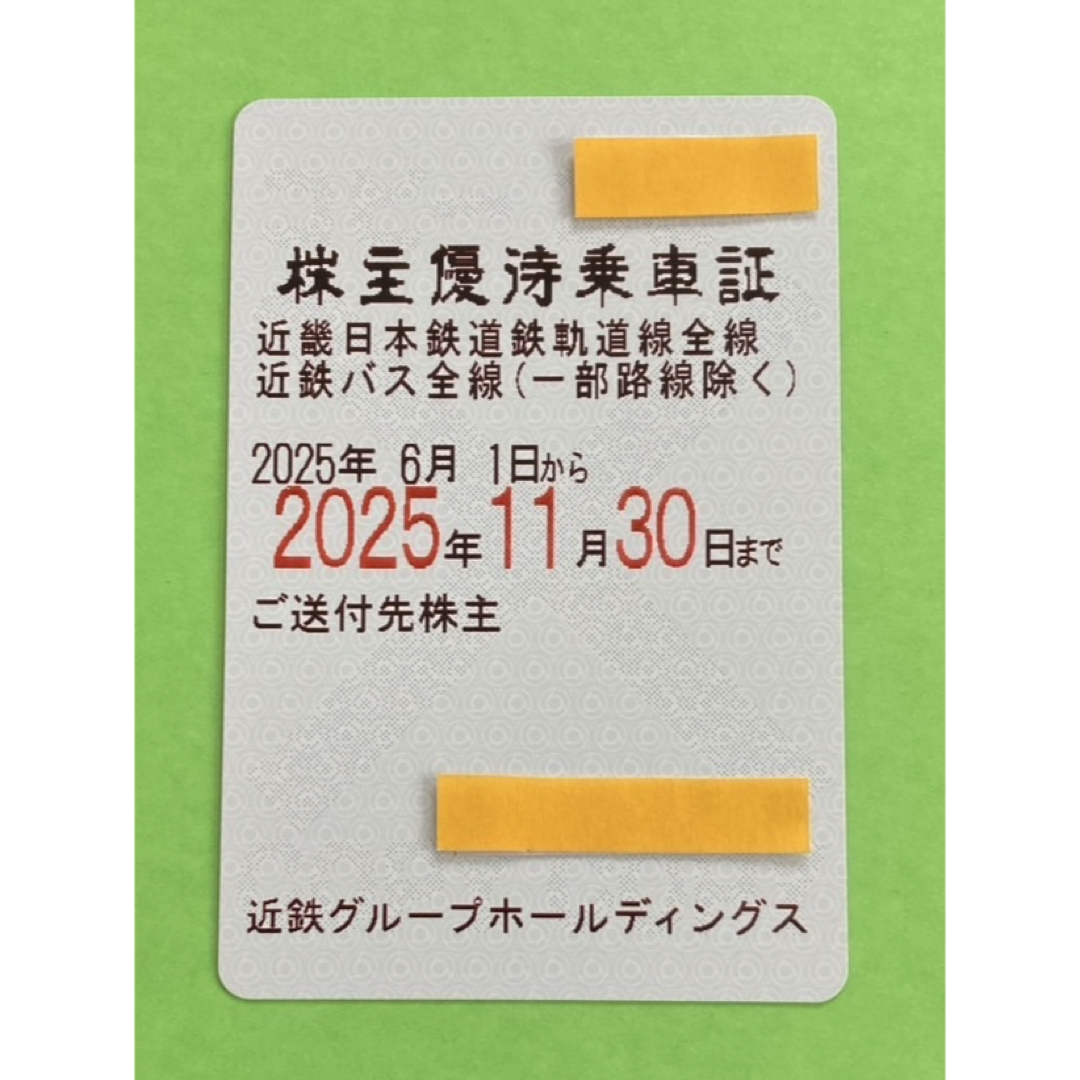 株主優待乗車証
近畿日本鉄道鉄軌道線全線
近鉄バス全線(一部路線除く)
2025年 6月 1日から
2025年11月30日まで
ご送付先株主
近鉄グループホールディングス